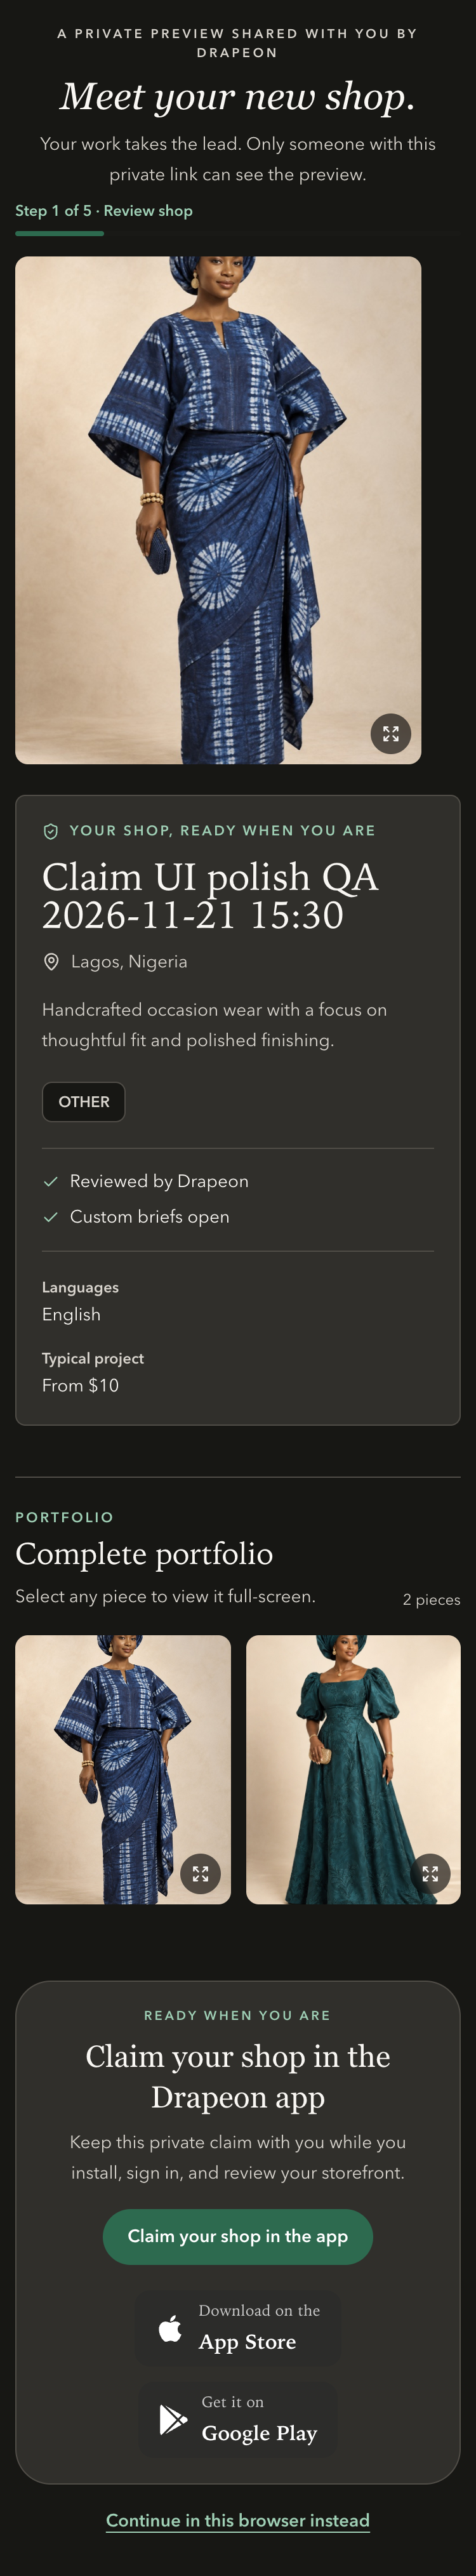 A PRIVATE PREVIEW SHARED WITH YOU BY
DRAPEON
Meet your new shop.
Your work takes the lead. Only someone with this
private link can see the preview.
Step 1 of 5 · Review shop
YOUR SHOP, READY WHEN YOU ARE
Claim UI polish QA
2026-11-21 15:30
Lagos, Nigeria
Handcrafted occasion wear with a focus on
thoughtful fit and polished finishing.
OTHER
Reviewed by Drapeon
Custom briefs open
Languages
English
Typical project
From $10
PORTFOLIO
Complete portfolio
Select any piece to view it full-screen.
2 pieces
READY WHEN YOU ARE
Claim your shop in the
Drapeon app
Keep this private claim with you while you
install, sign in, and review your storefront.
Claim your shop in the app
Download on the
App Store
Get it on
Google Play
Continue in this browser instead